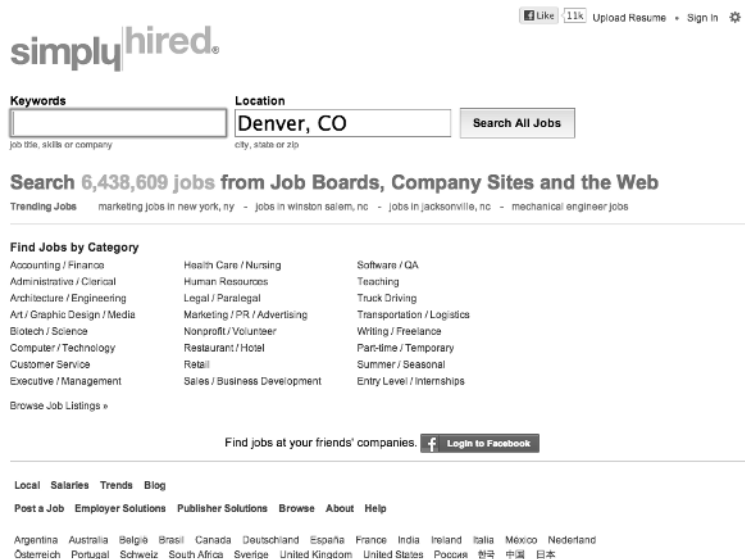 Like 11k Upload Resume • Sign In
simplyhired®
Keywords Location
Denver, CO Search All Jobs
job title, skills or company city, state or zip
Search 6,438,609 jobs from Job Boards, Company Sites and the Web
Trending Jobs marketing jobs in new york, ny - jobs in winston salem, nc - jobs in jacksonville, nc - mechanical engineer jobs
Find Jobs by Category
Accounting / Finance Health Care / Nursing Software / QA
Administrative / Clerical Human Resources Teaching
Architecture / Engineering Legal / Paralegal Truck Driving
Art / Graphic Design / Media Marketing / PR / Advertising Transportation / Logistics
Biotech / Science Nonprofit / Volunteer Writing / Freelance
Computer / Technology Restaurant / Hotel Part-time / Temporary
Customer Service Retail Summer / Seasonal
Executive / Management Sales / Business Development Entry Level / Internships
Browse Job Listings »
Find jobs at your friends' companies. f Login to Facebook
Local Salaries Trends Blog
Post a Job Employer Solutions Publisher Solutions Browse About Help
Argentina Australia België Brasil Canada Deutschland España France India Ireland Italia México Nederland
Österreich Portugal Schweiz South Africa Sverige United Kingdom United States Россия 한국 中国 日本